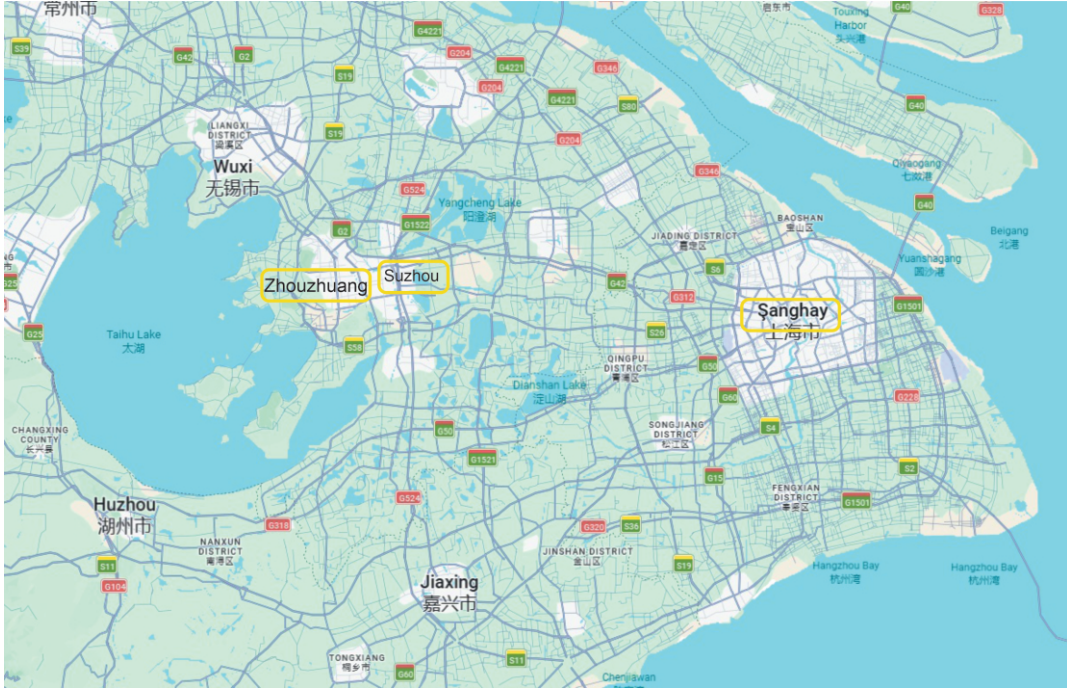 常州市
启东市
Touxing
Harbor
头兴港
G40
G328
G4221
S39
G42
G2
G204
G4221
G346
S19
G204
G4221
S80
G40
LIANGXI
DISTRICT
梁溪区
S19
G204
Wuxi
无锡市
G346
Qiyaogang
七滧港
G524
Yangcheng Lake
阳澄湖
G40
G1522
G2
BAOSHAN
宝山区
JIADING DISTRICT
嘉定区
Beigang
北港
Yuanshagang
圆沙港
S6
Zhouzhuang
Suzhou
G42
G312
G25
G1501
Şanghay
上海市
G25
Taihu Lake
太湖
S26
S58
QINGPU
DISTRICT
青浦区
G50
Dianshan Lake
淀山湖
G60
G228
CHANGXING
COUNTY
长兴县
G50
SONGJIANG
DISTRICT
松江区
S4
G1521
G15
S2
Huzhou
湖州市
G524
FENGXIAN
DISTRICT
奉贤区
G1501
G318
G320
S36
NANXUN
DISTRICT
南浔区
JINSHAN DISTRICT
金山区
S11
S19
Hangzhou Bay
杭州湾
Hangzhou Bay
杭州湾
G104
Jiaxing
嘉兴市
TONGXIANG
桐乡市
G60
S11
Chenjiawan